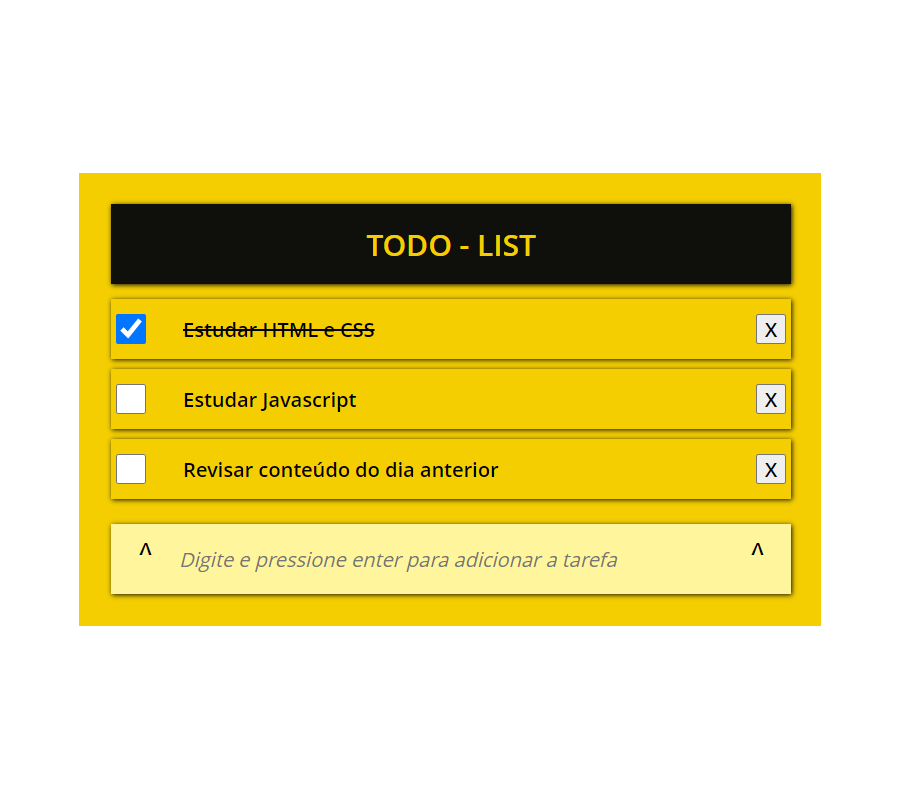 TODO - LIST
Estudar HTML e CSS X
Estudar Javascript X
Revisar conteúdo do dia anterior X
^ Digite e pressione enter para adicionar a tarefa ^